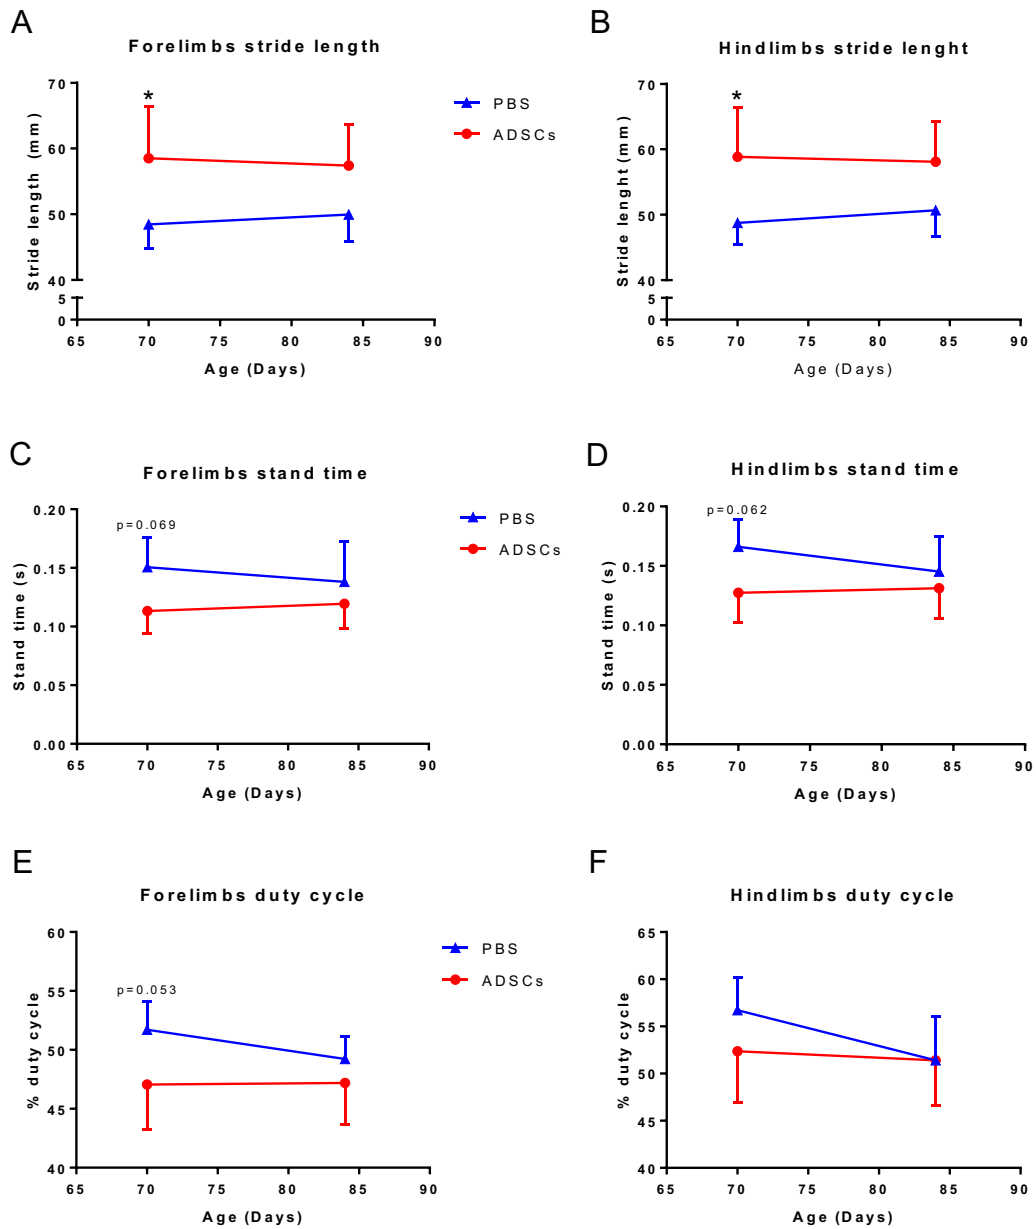 A
Forelimbs stride length
Stride length (mm)
70
60
50
40
5
0
65 70 75 80 85 90
Age (Days)
*
PBS
ADSCs
B
Hindlimbs stride lenght
Stride lenght (mm)
70
60
50
40
5
0
65 70 75 80 85 90
Age (Days)
*
C
Forelimbs stand time
Stand time (s)
0.20
0.15
0.10
0.05
0.00
65 70 75 80 85 90
Age (Days)
p=0.069
PBS
ADSCs
D
Hindlimbs stand time
Stand time (s)
0.20
0.15
0.10
0.05
0.00
65 70 75 80 85 90
Age (Days)
p=0.062
E
Forelimbs duty cycle
% duty cycle
60
55
50
45
40
65 70 75 80 85 90
Age (Days)
p=0.053
PBS
ADSCs
F
Hindlimbs duty cycle
% duty cycle
65
60
55
50
45
40
65 70 75 80 85 90
Age (Days)